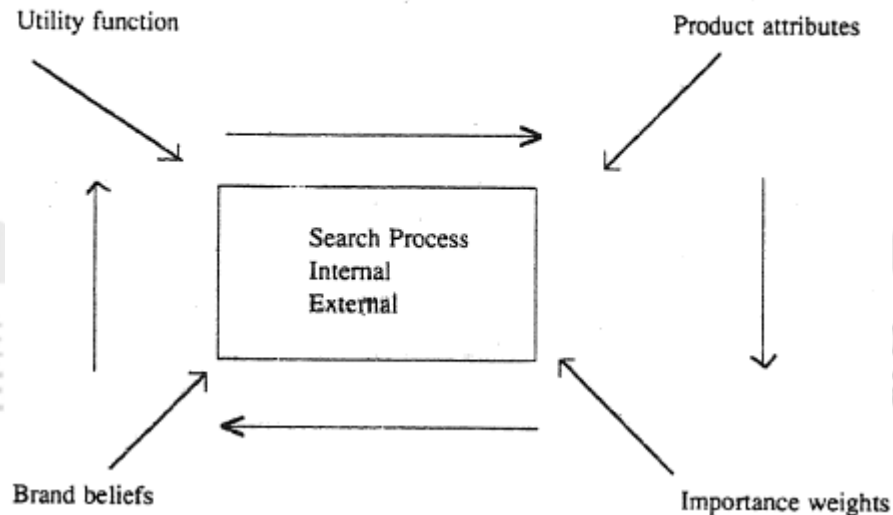 Utility function
Product attributes
Search Process
Internal
External
Brand beliefs
Importance weights